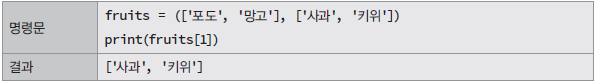 명령문
fruits = (['포도', '망고'], ['사과', '키위'])
print(fruits[1])
결과
['사과', '키위']